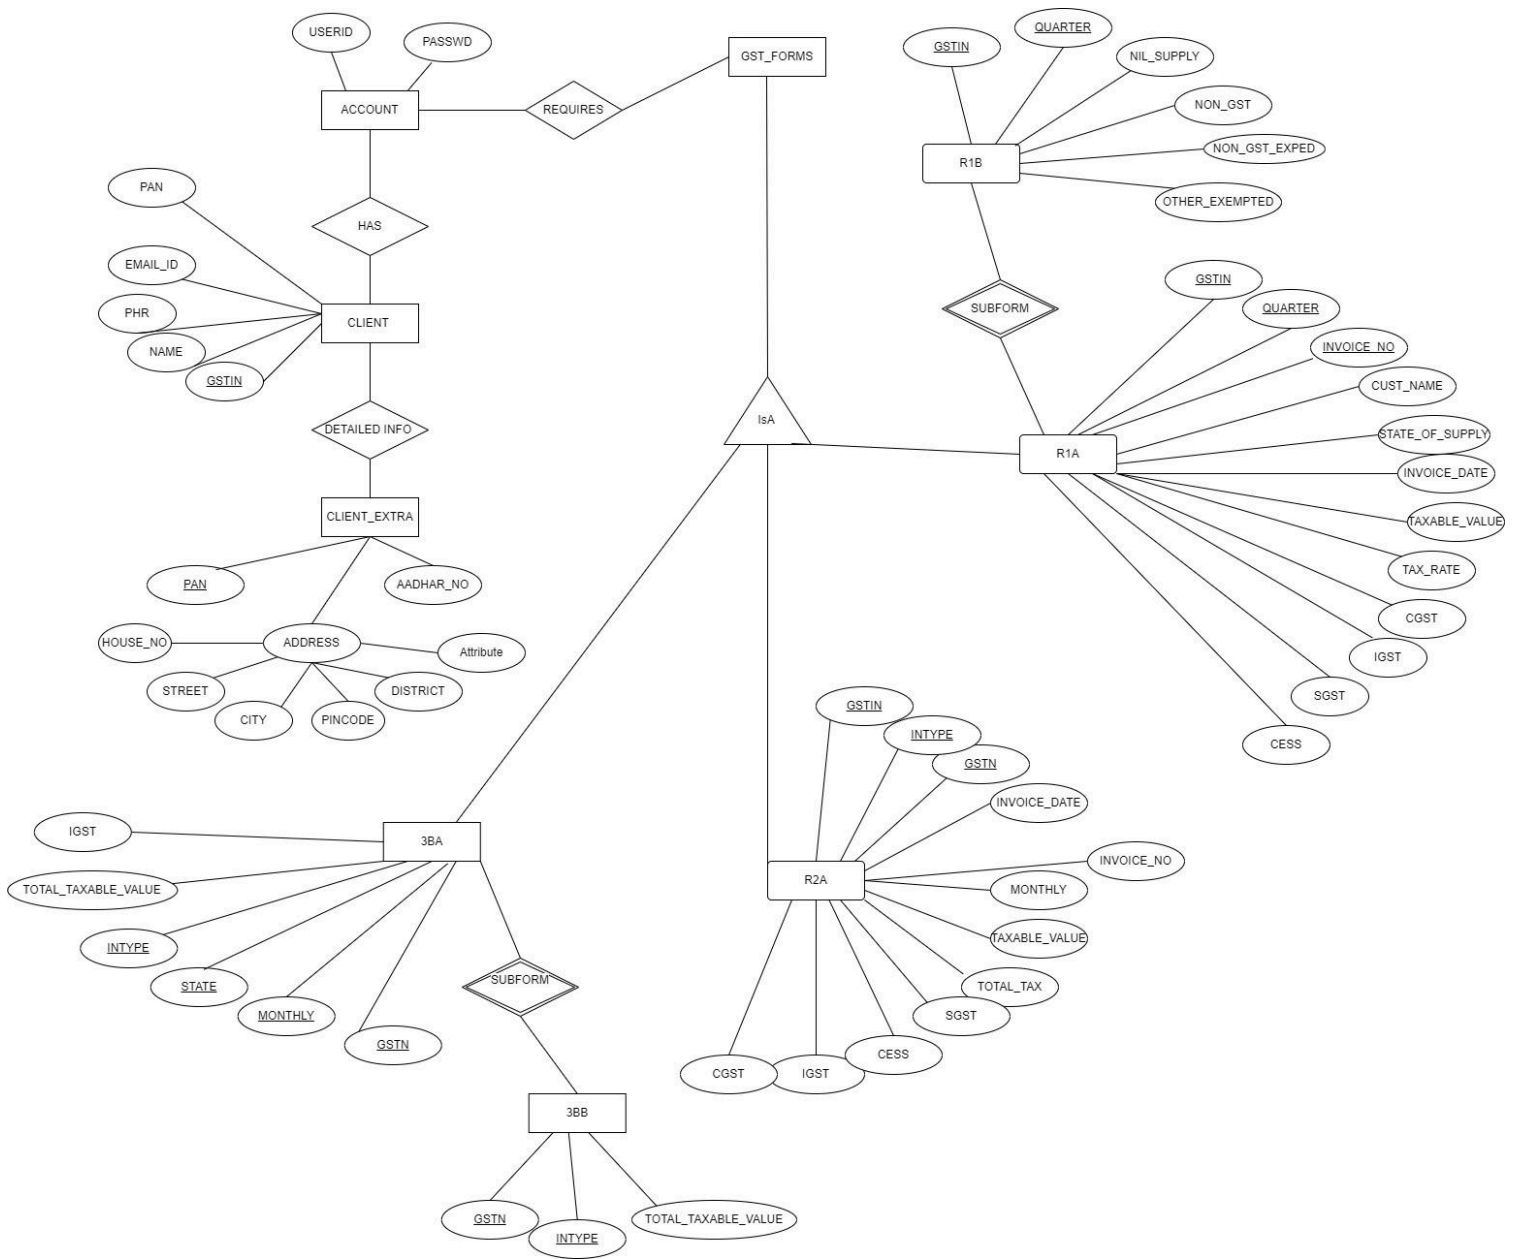 USERID
PASSWD
ACCOUNT
REQUIRES
GST_FORMS
HAS
PAN
EMAIL_ID
PHR
NAME
GSTIN
CLIENT
DETAILED INFO
CLIENT_EXTRA
PAN
AADHAR_NO
HOUSE_NO
ADDRESS
Attribute
STREET
DISTRICT
CITY
PINCODE
GSTIN
QUARTER
NIL_SUPPLY
NON_GST
NON_GST_EXPED
OTHER_EXEMPTED
R1B
SUBFORM
GSTIN
QUARTER
INVOICE_NO
CUST_NAME
STATE_OF_SUPPLY
INVOICE_DATE
TAXABLE_VALUE
TAX_RATE
CGST
IGST
SGST
CESS
R1A
IsA
GSTIN
INTYPE
GSTN
INVOICE_DATE
INVOICE_NO
MONTHLY
TAXABLE_VALUE
TOTAL_TAX
SGST
CESS
IGST
CGST
R2A
IGST
3BA
TOTAL_TAXABLE_VALUE
INTYPE
STATE
MONTHLY
GSTN
SUBFORM
3BB
GSTN
INTYPE
TOTAL_TAXABLE_VALUE